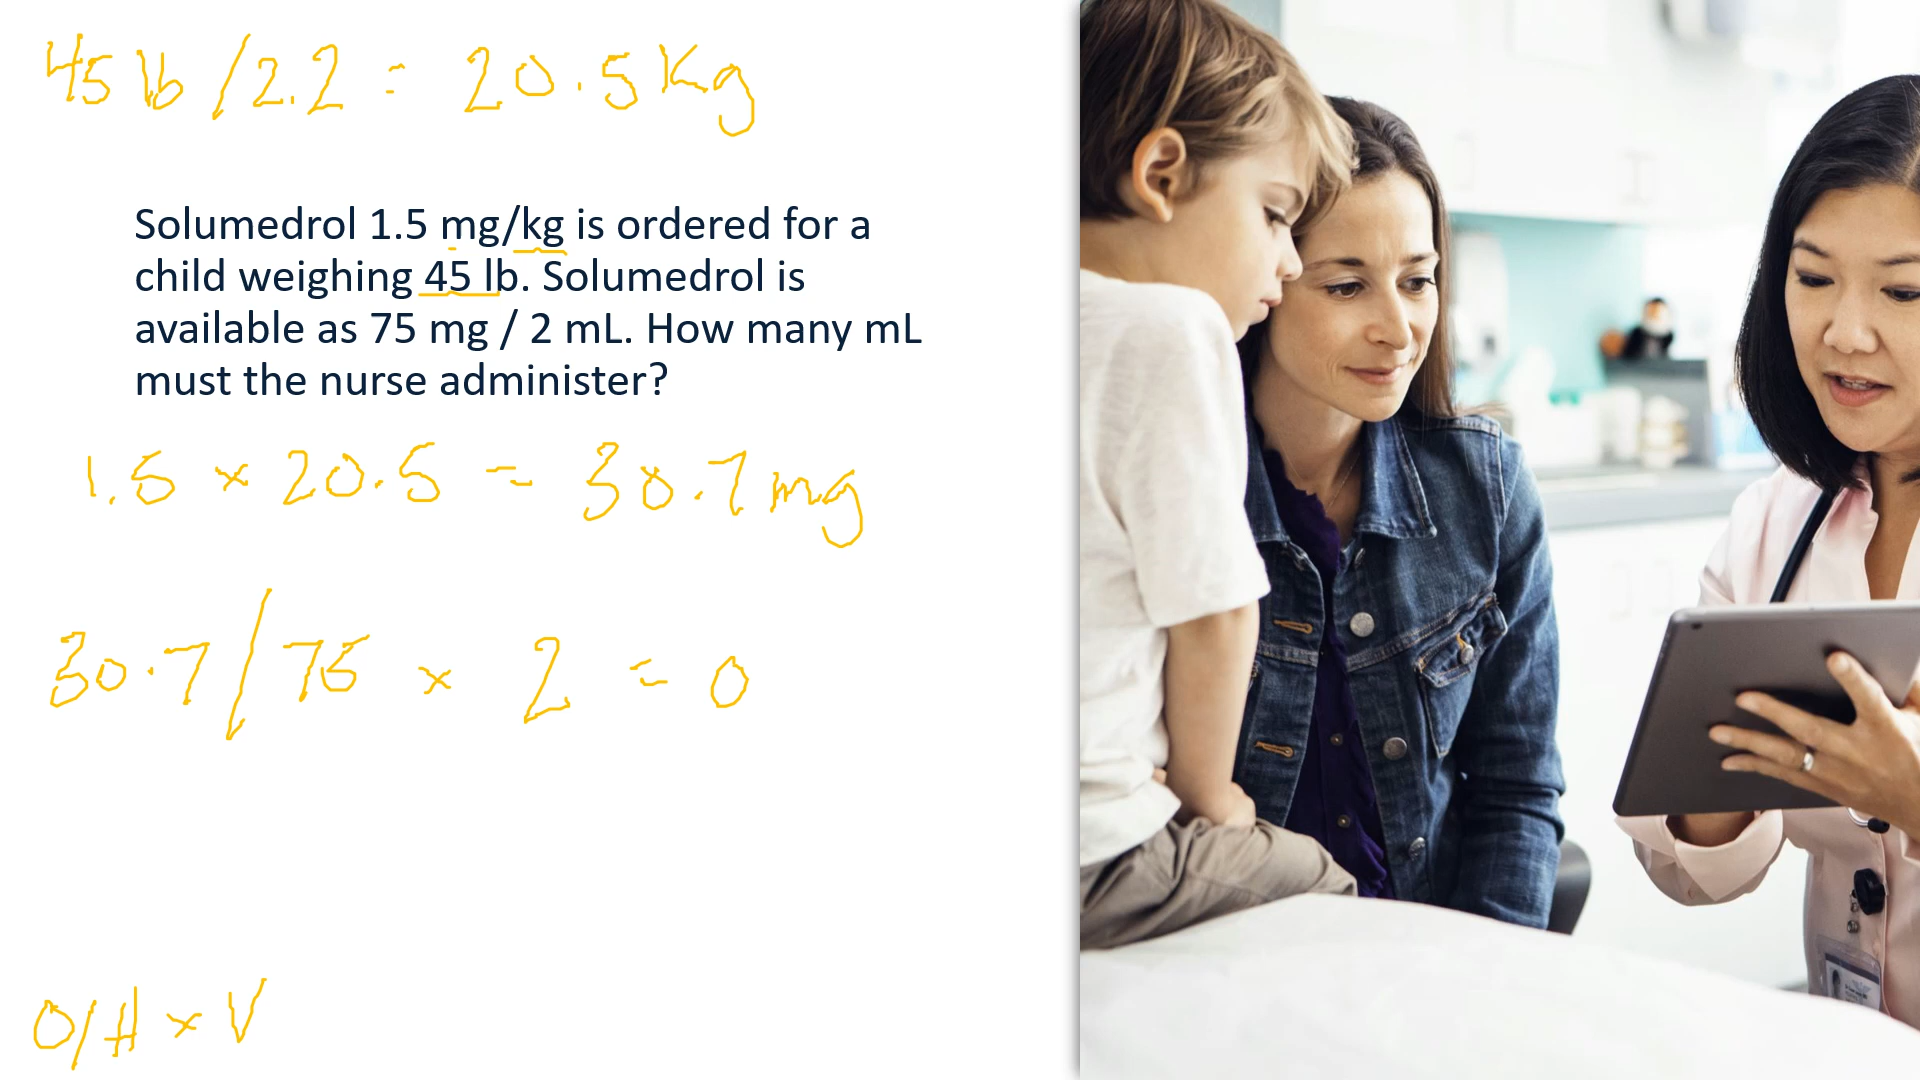 45 lb / 2.2 = 20.5 Kg
Solumedrol 1.5 mg/kg is ordered for a
child weighing 45 lb. Solumedrol is
available as 75 mg / 2 mL. How many mL
must the nurse administer?
1.5 × 20.5 = 30.7 mg
30.7 / 75 × 2 = 0
O/H × V